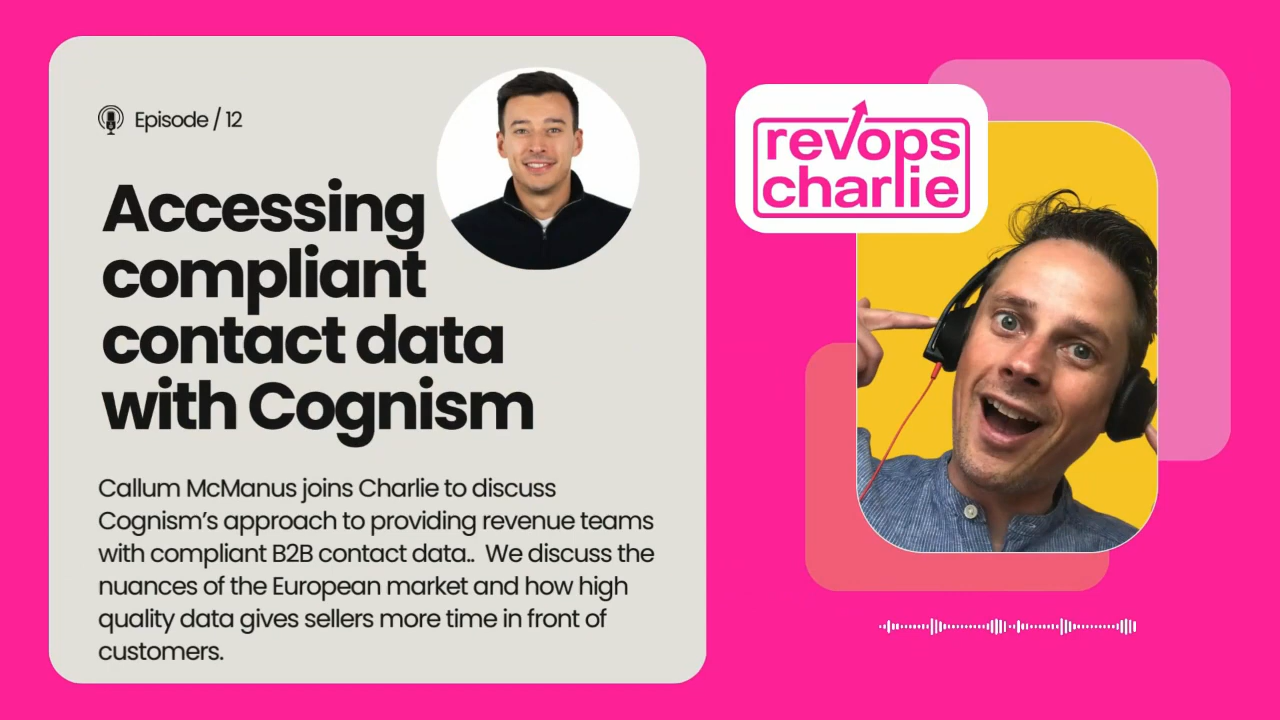 Episode / 12
Accessing
compliant
contact data
with Cognism
Callum McManus joins Charlie to discuss
Cognism's approach to providing revenue teams
with compliant B2B contact data..  We discuss the
nuances of the European market and how high
quality data gives sellers more time in front of
customers.
revops
charlie